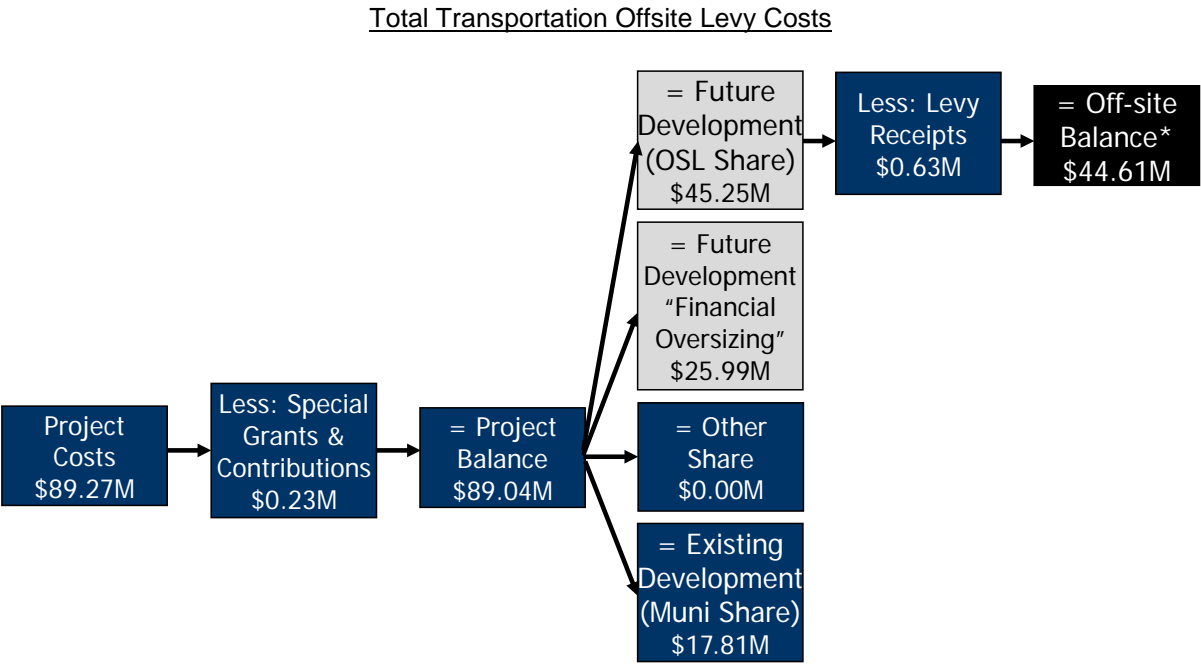 Total Transportation Offsite Levy Costs
Project
Costs
$89.27M
Less: Special
Grants &
Contributions
$0.23M
= Project
Balance
$89.04M
= Future
Development
(OSL Share)
$45.25M
Less: Levy
Receipts
$0.63M
= Off-site
Balance*
$44.61M
= Future
Development
“Financial
Oversizing”
$25.99M
= Other
Share
$0.00M
= Existing
Development
(Muni Share)
$17.81M